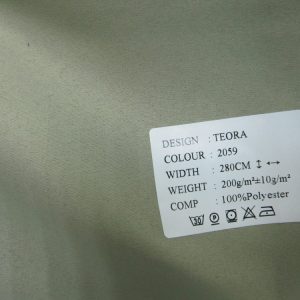 DESIGN : TEORA
COLOUR : 2059
WIDTH : 280CM ↕ ↔
WEIGHT : 200g/m²±10g/m²
COMP : 100%Polyester